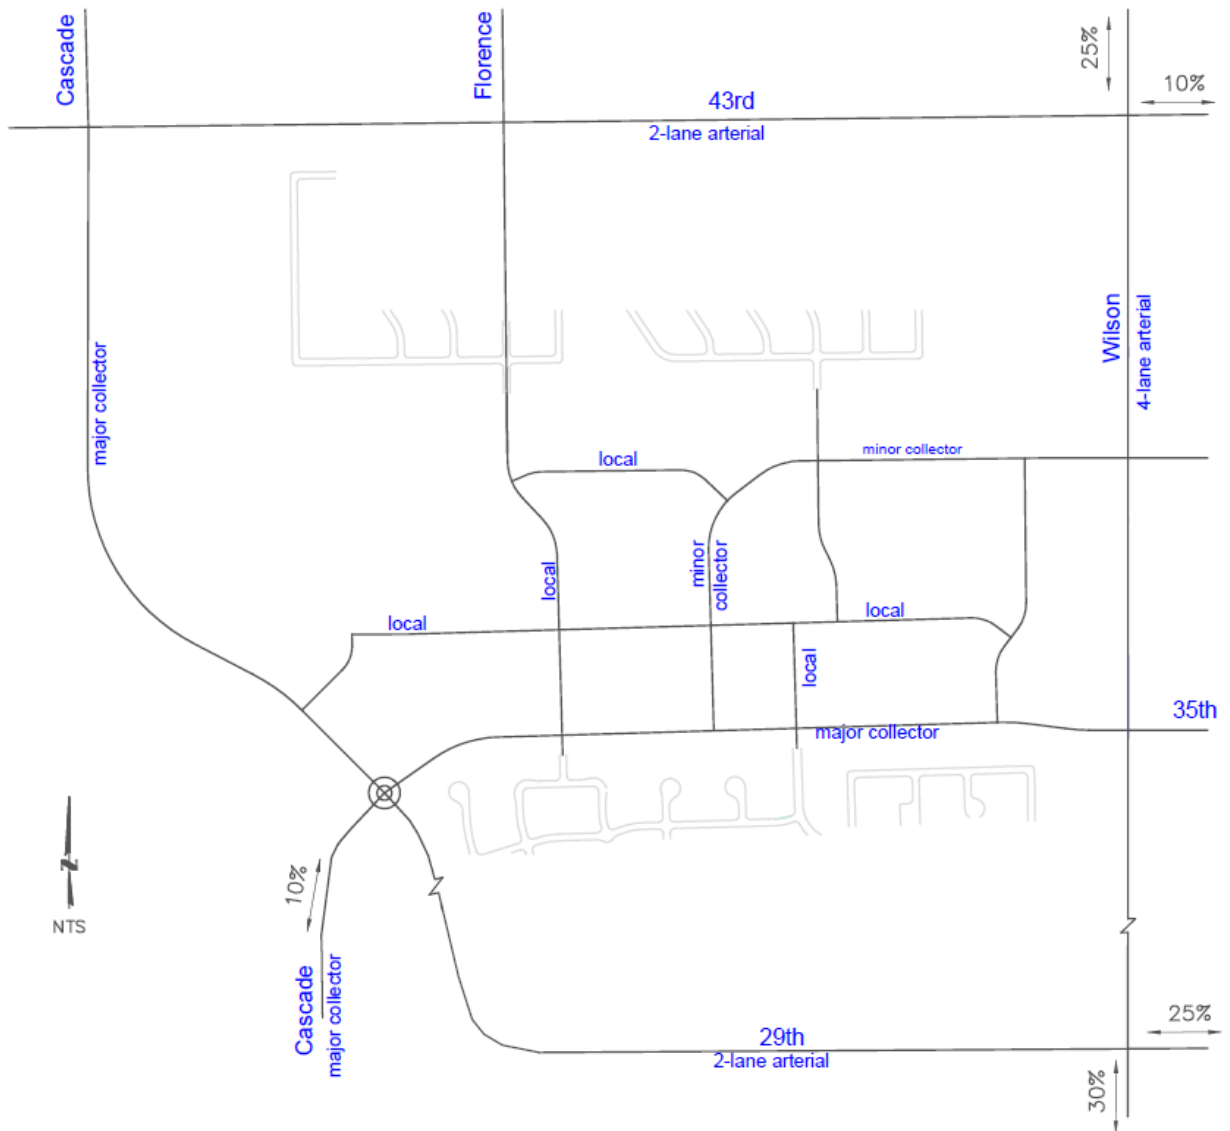 Cascade
Florence
25%
10%
43rd
2-lane arterial
Wilson
4-lane arterial
major collector
local
minor collector
local
minor
collector
local
local
local
35th
major collector
N
NTS
10%
Cascade
major collector
29th
2-lane arterial
25%
30%